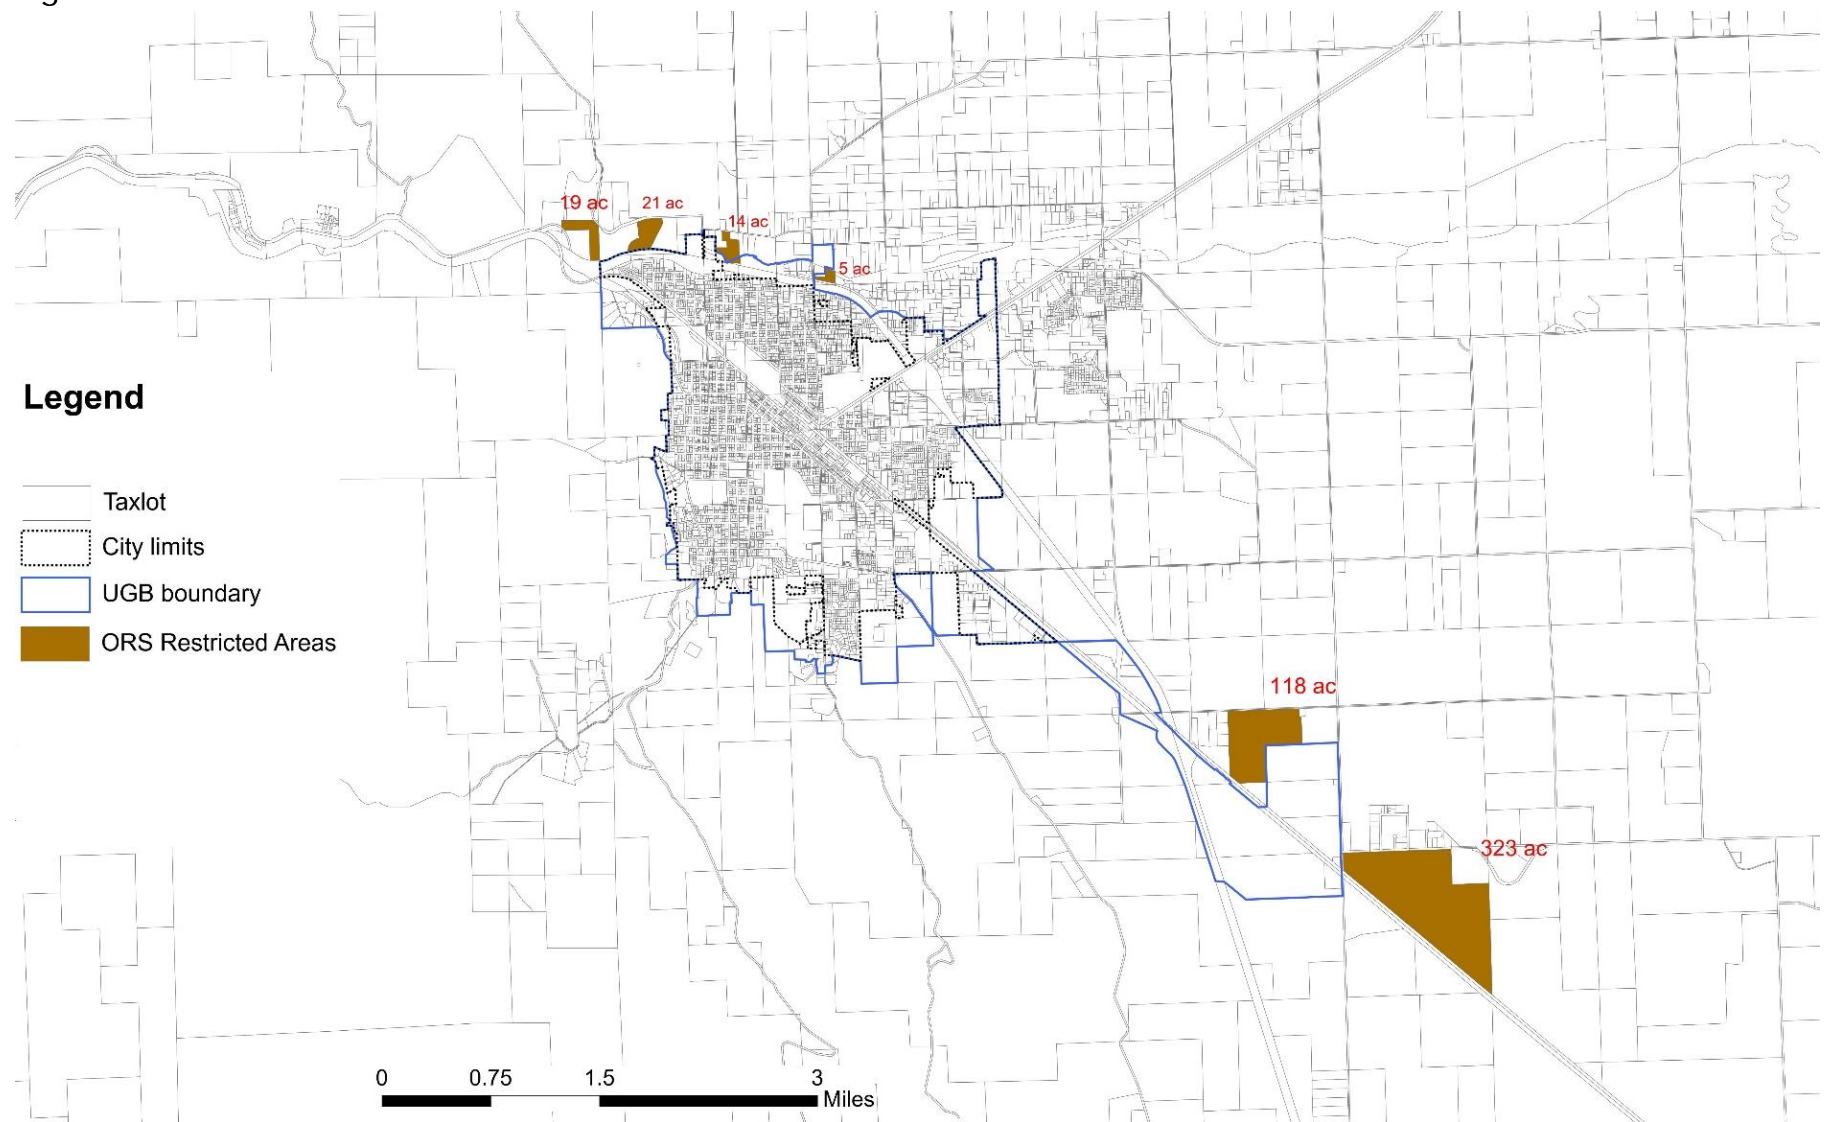 19 ac
21 ac
14 ac
5 ac
Legend
Taxlot
City limits
UGB boundary
ORS Restricted Areas
118 ac
323 ac
0 0.75 1.5 3
Miles